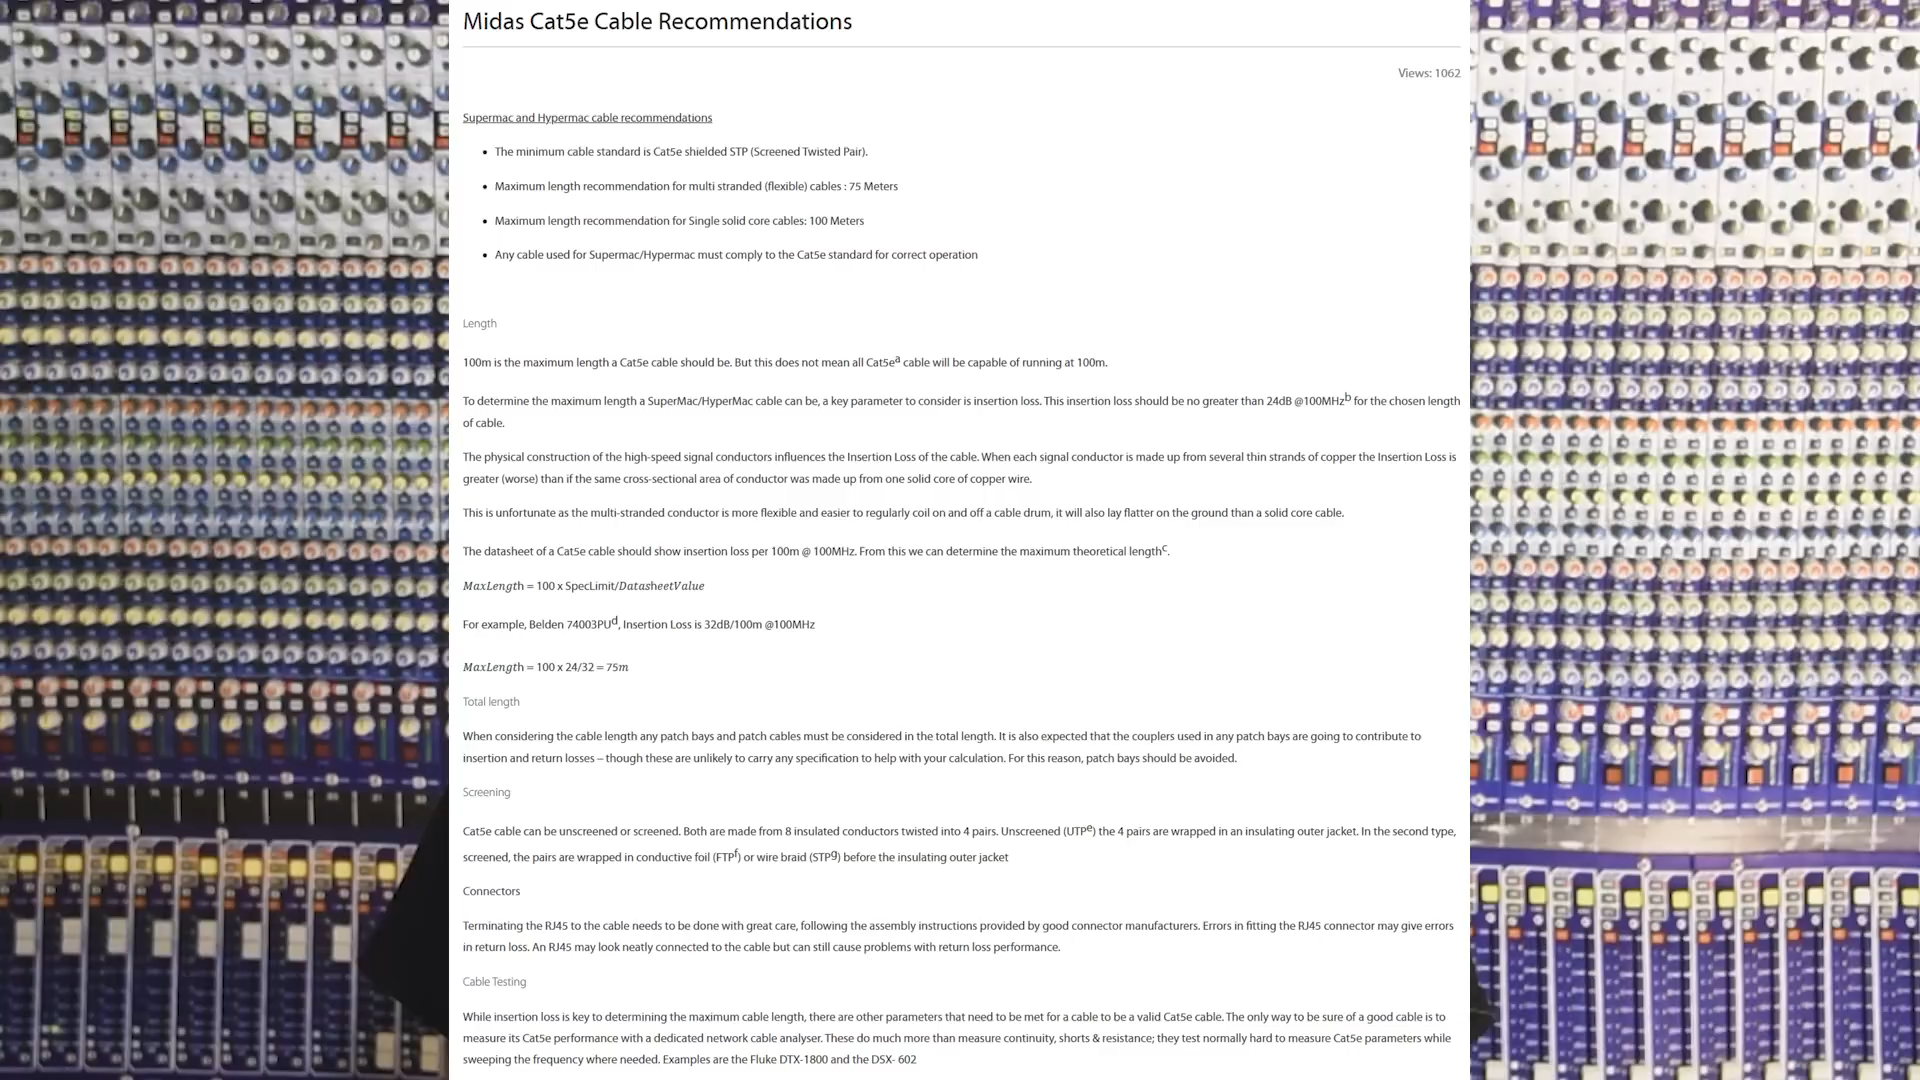 Midas Cat5e Cable Recommendations
Views: 1062
Supermac and Hypermac cable recommendations
• The minimum cable standard is Cat5e shielded STP (Screened Twisted Pair).
• Maximum length recommendation for multi stranded (flexible) cables : 75 Meters
• Maximum length recommendation for Single solid core cables: 100 Meters
• Any cable used for Supermac/Hypermac must comply to the Cat5e standard for correct operation
Length
100m is the maximum length a Cat5e cable should be. But this does not mean all Cat5eᵃ cable will be capable of running at 100m.
To determine the maximum length a SuperMac/HyperMac cable can be, a key parameter to consider is insertion loss. This insertion loss should be no greater than 24dB @100MHzᵇ for the chosen length
of cable.
The physical construction of the high-speed signal conductors influences the Insertion Loss of the cable. When each signal conductor is made up from several thin strands of copper the Insertion Loss is
greater (worse) than if the same cross-sectional area of conductor was made up from one solid core of copper wire.
This is unfortunate as the multi-stranded conductor is more flexible and easier to regularly coil on and off a cable drum, it will also lay flatter on the ground than a solid core cable.
The datasheet of a Cat5e cable should show insertion loss per 100m @ 100MHz. From this we can determine the maximum theoretical lengthᶜ.
MaxLength = 100 x SpecLimit/DatasheetValue
For example, Belden 74003PUᵈ, Insertion Loss is 32dB/100m @100MHz
MaxLength = 100 x 24/32 = 75m
Total length
When considering the cable length any patch bays and patch cables must be considered in the total length. It is also expected that the couplers used in any patch bays are going to contribute to
insertion and return losses – though these are unlikely to carry any specification to help with your calculation. For this reason, patch bays should be avoided.
Screening
Cat5e cable can be unscreened or screened. Both are made from 8 insulated conductors twisted into 4 pairs. Unscreened (UTPᵉ) the 4 pairs are wrapped in an insulating outer jacket. In the second type,
screened, the pairs are wrapped in conductive foil (FTPᶠ) or wire braid (STPᵍ) before the insulating outer jacket
Connectors
Terminating the RJ45 to the cable needs to be done with great care, following the assembly instructions provided by good connector manufacturers. Errors in fitting the RJ45 connector may give errors
in return loss. An RJ45 may look neatly connected to the cable but can still cause problems with return loss performance.
Cable Testing
While insertion loss is key to determining the maximum cable length, there are other parameters that need to be met for a cable to be a valid Cat5e cable. The only way to be sure of a good cable is to
measure its Cat5e performance with a dedicated network cable analyser. These do much more than measure continuity, shorts & resistance; they test normally hard to measure Cat5e parameters while
sweeping the frequency where needed. Examples are the Fluke DTX-1800 and the DSX- 602